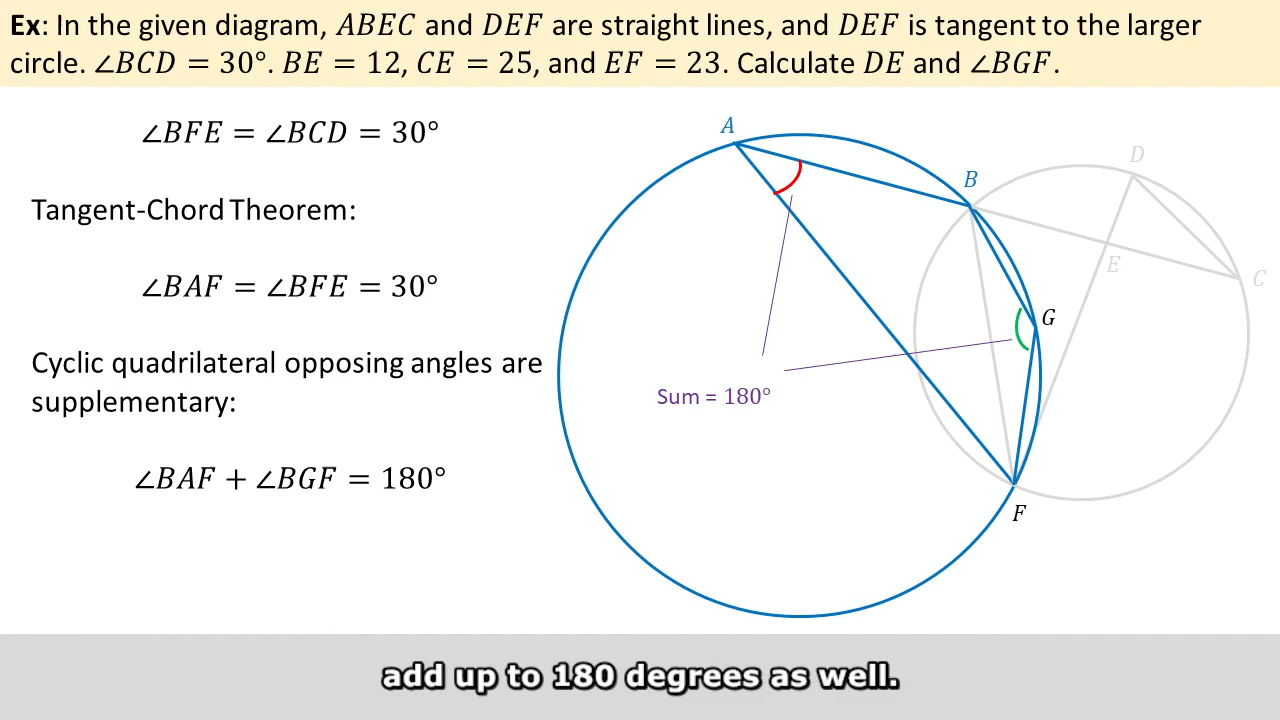 Ex: In the given diagram, ABEC and DEF are straight lines, and DEF is tangent to the larger
circle. ∠BCD = 30°. BE = 12, CE = 25, and EF = 23. Calculate DE and ∠BGF.
∠BFE = ∠BCD = 30°
Tangent-Chord Theorem:
∠BAF = ∠BFE = 30°
Cyclic quadrilateral opposing angles are
supplementary:
∠BAF + ∠BGF = 180°
A
B
D
E
C
G
Sum = 180°
F
add up to 180 degrees as well.